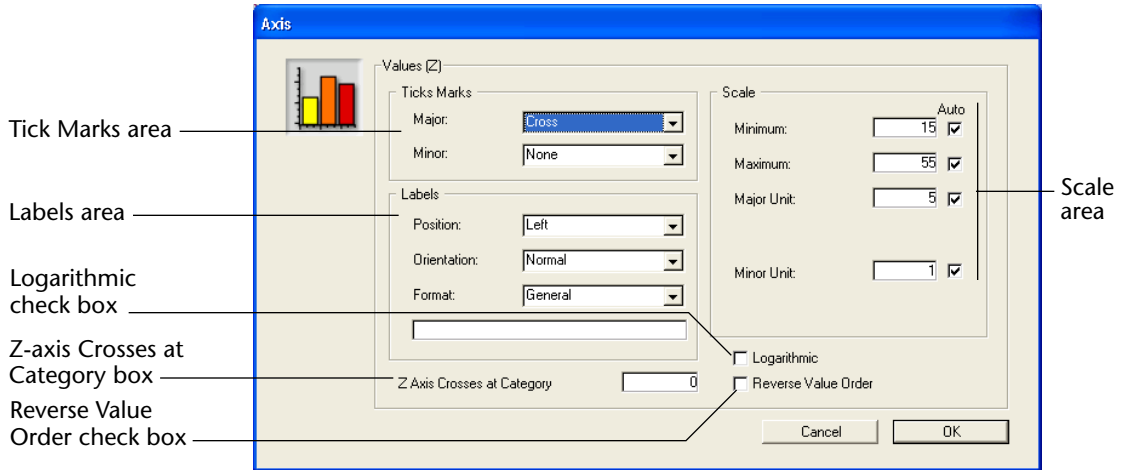 Axis
Values (Z)
Ticks Marks
Major: Cross
Minor: None
Labels
Position: Left
Orientation: Normal
Format: General
Z Axis Crosses at Category 0
Scale
Auto
Minimum: 15
Maximum: 55
Major Unit: 5
Minor Unit: 1
Logarithmic
Reverse Value Order
Cancel OK
Tick Marks area
Labels area
Logarithmic
check box
Z-axis Crosses at
Category box
Reverse Value
Order check box
Scale
area